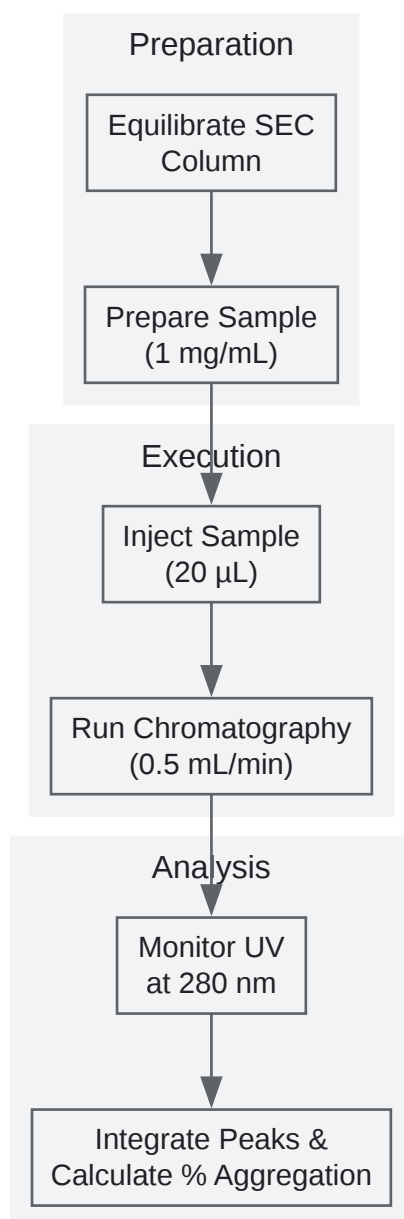 Preparation
Equilibrate SEC
Column
Prepare Sample
(1 mg/mL)
Execution
Inject Sample
(20 µL)
Run Chromatography
(0.5 mL/min)
Analysis
Monitor UV
at 280 nm
Integrate Peaks &
Calculate % Aggregation